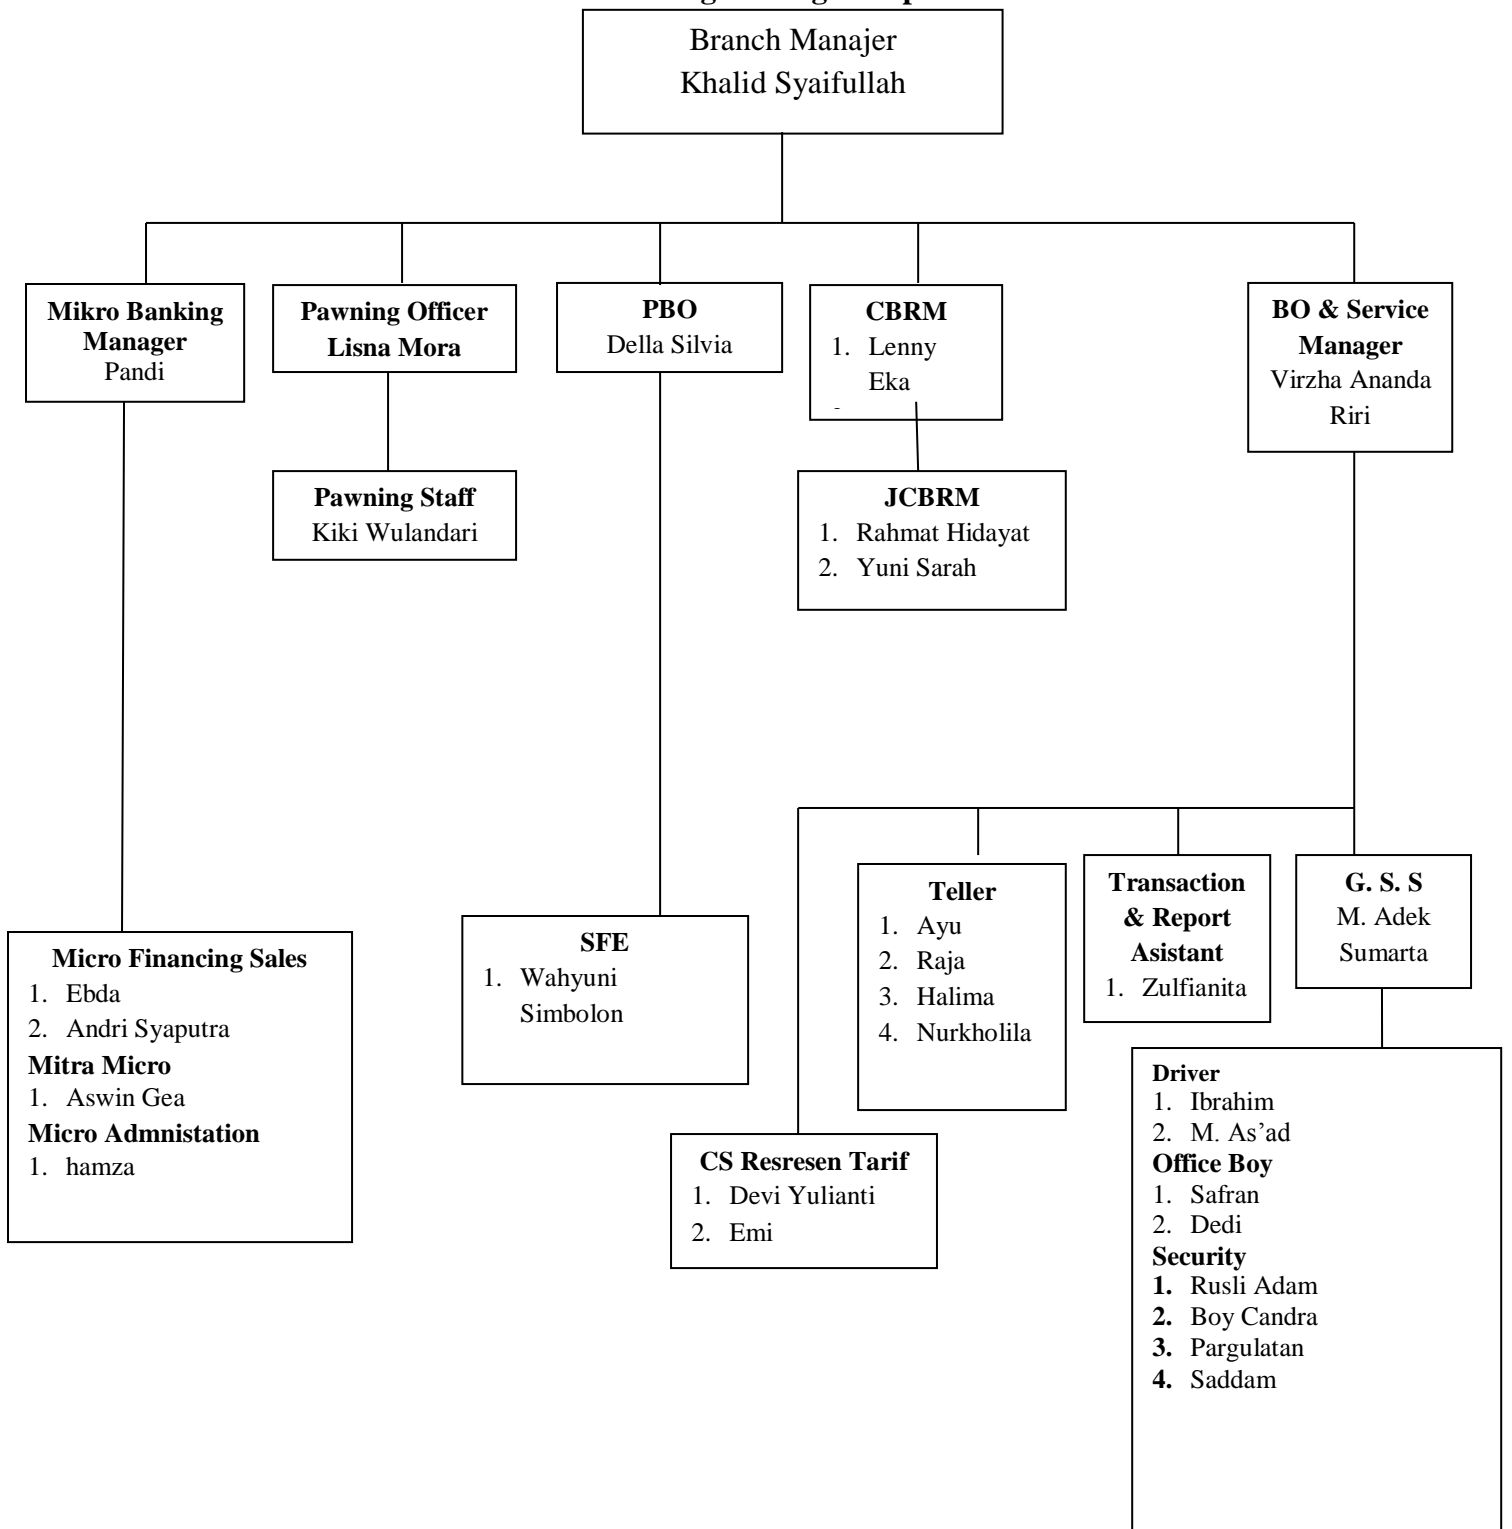 Branch Manajer
Khalid Syaifullah
Mikro Banking
Manager
Pandi
Pawning Officer
Lisna Mora
PBO
Della Silvia
CBRM
1. Lenny
Eka
BO & Service
Manager
Virzha Ananda
Riri
Pawning Staff
Kiki Wulandari
JCBRM
1. Rahmat Hidayat
2. Yuni Sarah
Micro Financing Sales
1. Ebda
2. Andri Syaputra
Mitra Micro
1. Aswin Gea
Micro Admnistation
1. hamza
SFE
1. Wahyuni
Simbolon
CS Resresen Tarif
1. Devi Yulianti
2. Emi
Teller
1. Ayu
2. Raja
3. Halima
4. Nurkholila
Transaction
& Report
Asistant
1. Zulfianita
G. S. S
M. Adek
Sumarta
Driver
1. Ibrahim
2. M. As’ad
Office Boy
1. Safran
2. Dedi
Security
1. Rusli Adam
2. Boy Candra
3. Pargulatan
4. Saddam